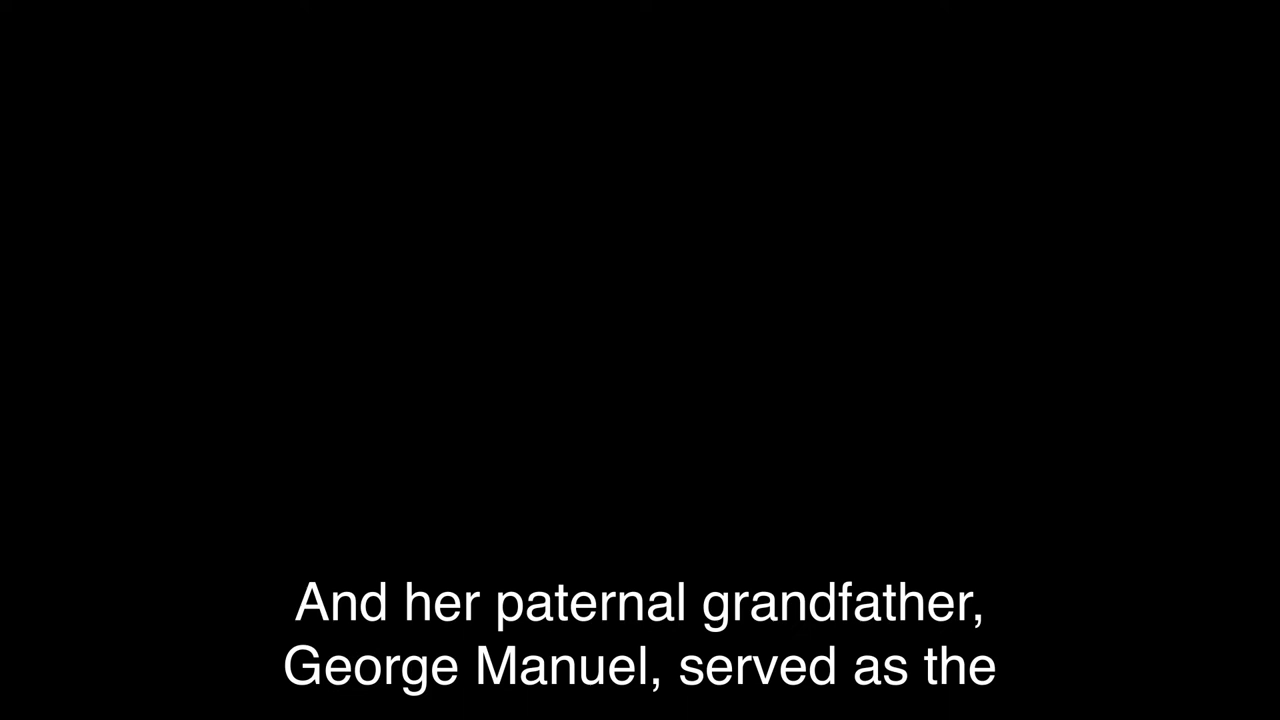 And her paternal grandfather,
George Manuel, served as the